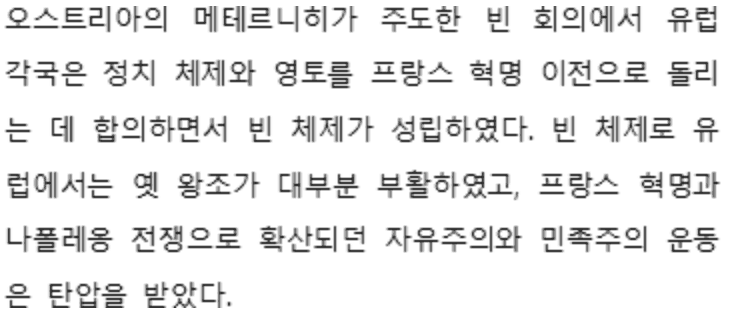 오스트리아의 메테르니히가 주도한 빈 회의에서 유럽
각국은 정치 체제와 영토를 프랑스 혁명 이전으로 돌리
는 데 합의하면서 빈 체제가 성립하였다. 빈 체제로 유
럽에서는 옛 왕조가 대부분 부활하였고, 프랑스 혁명과
나폴레옹 전쟁으로 확산되던 자유주의와 민족주의 운동
은 탄압을 받았다.